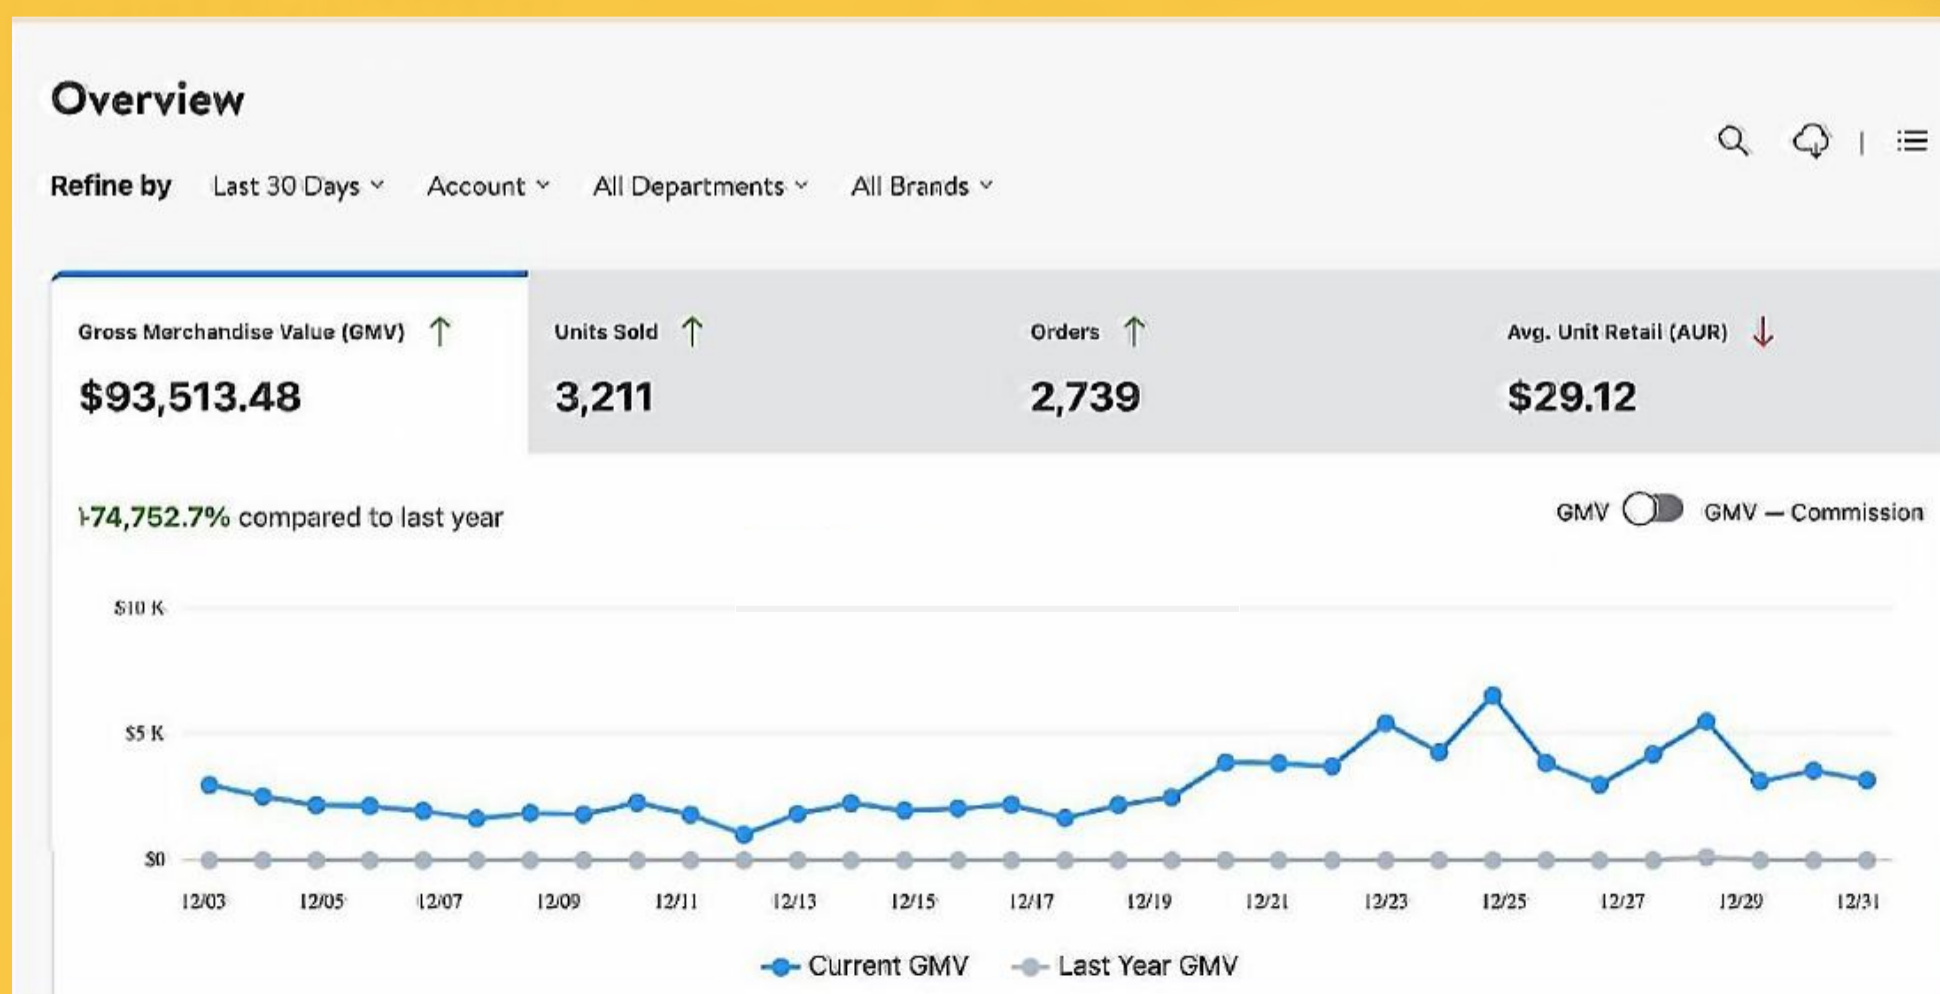 Overview
Refine by Last 30 Days Account All Departments All Brands
Gross Merchandise Value (GMV) Units Sold Orders Avg. Unit Retail (AUR)
$93,513.48 3,211 2,739 $29.12
+74,752.7% compared to last year GMV GMV — Commission
$10 K
$5 K
$0
12/03 12/05 12/07 12/09 12/11 12/13 12/15 12/17 12/19 12/21 12/23 12/25 12/27 12/29 12/31
Current GMV Last Year GMV